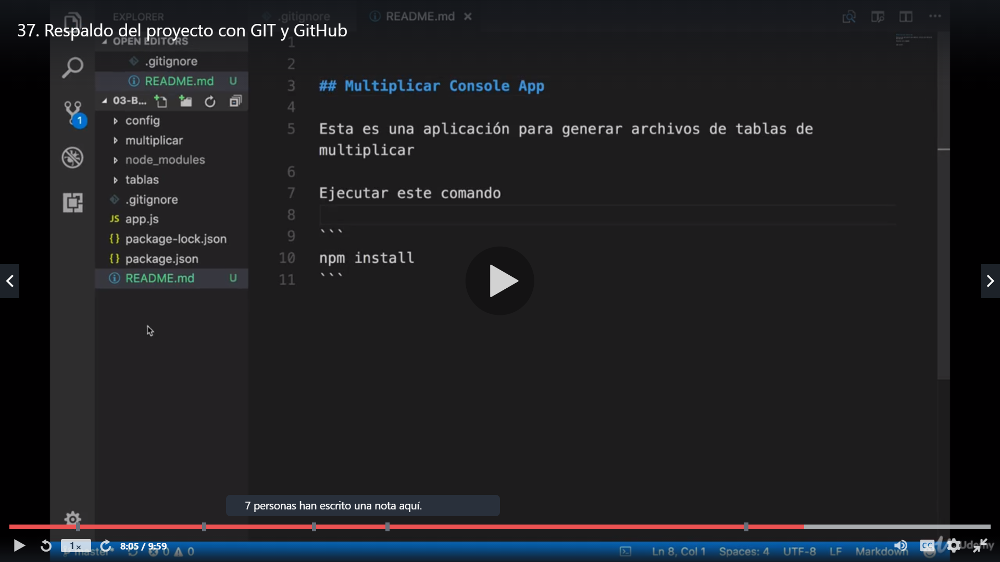 EXPLORER
.gitignore
README.md
37. Respaldo del proyecto con GIT y GitHub
OPEN EDITORS
.gitignore
README.md U
03-B...
config
multiplicar
node_modules
tablas
.gitignore
JS app.js
{} package-lock.json
{} package.json
README.md U
1
1
2
3 ## Multiplicar Console App
4
5 Esta es una aplicación para generar archivos de tablas de
multiplicar
6
7 Ejecutar este comando
8
9 ```
10 npm install
11 ```
7 personas han escrito una nota aquí.
1x
8:05 / 9:59
master* 0 0
Ln 8, Col 1 Spaces: 4 UTF-8 LF Markdown
CC
Udemy